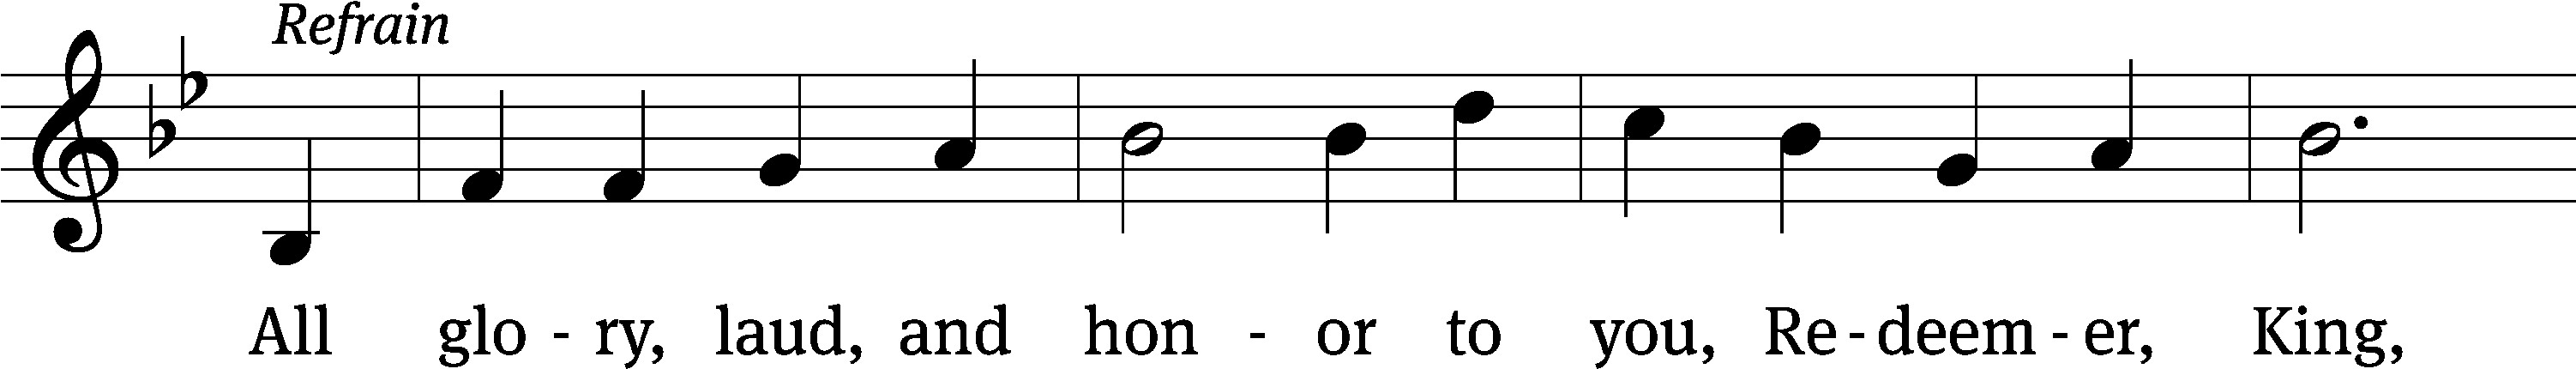 Refrain
All glo - ry, laud, and hon - or to you, Re - deem - er, King,